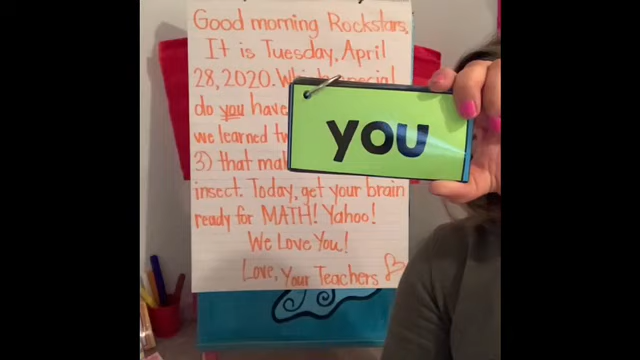 Good morning Rockstars,
It is Tuesday, April
28, 2020.
do you have
we learned
3) that
insect. Today, get your brain
ready for MATH! Yahoo!
We Love You!
Love, Your Teachers
you